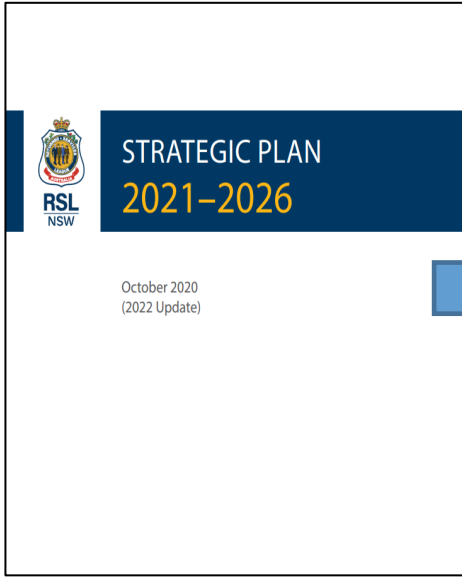 STRATEGIC PLAN
2021–2026
RSL
NSW
October 2020
(2022 Update)